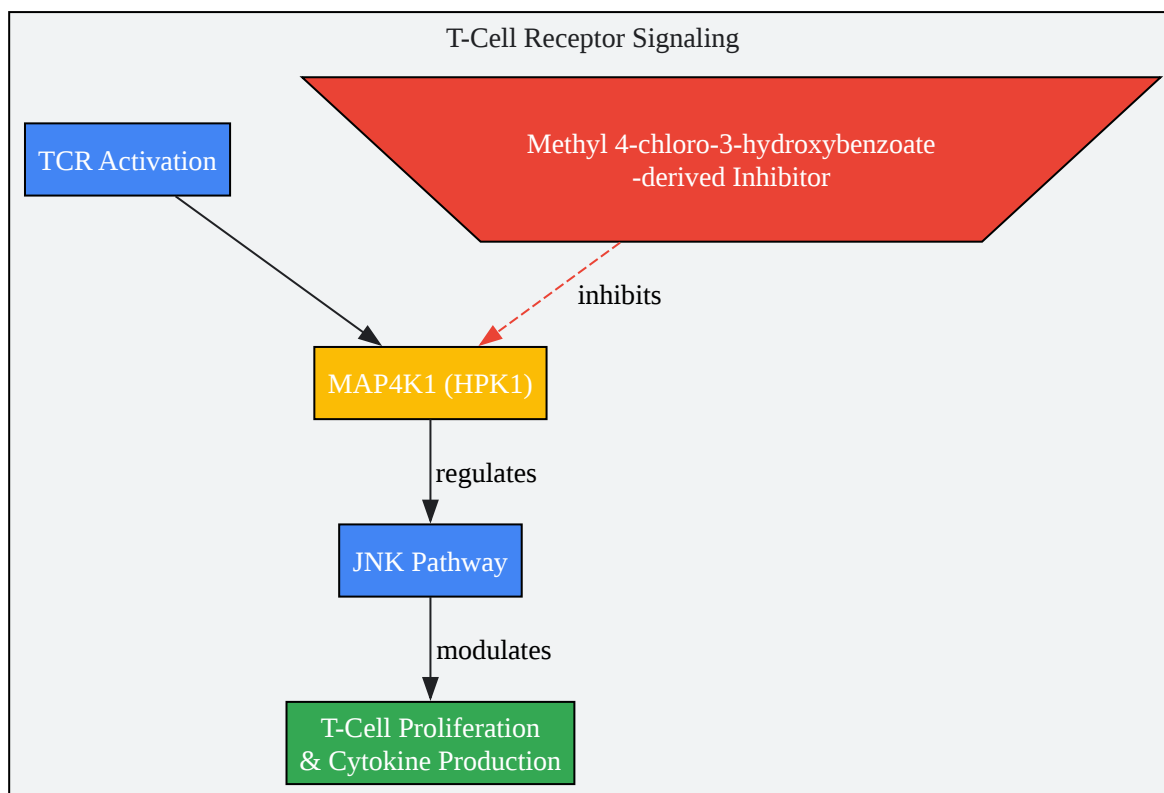 T-Cell Receptor Signaling
TCR Activation
Methyl 4-chloro-3-hydroxybenzoate
-derived Inhibitor
inhibits
MAP4K1 (HPK1)
regulates
JNK Pathway
modulates
T-Cell Proliferation
& Cytokine Production